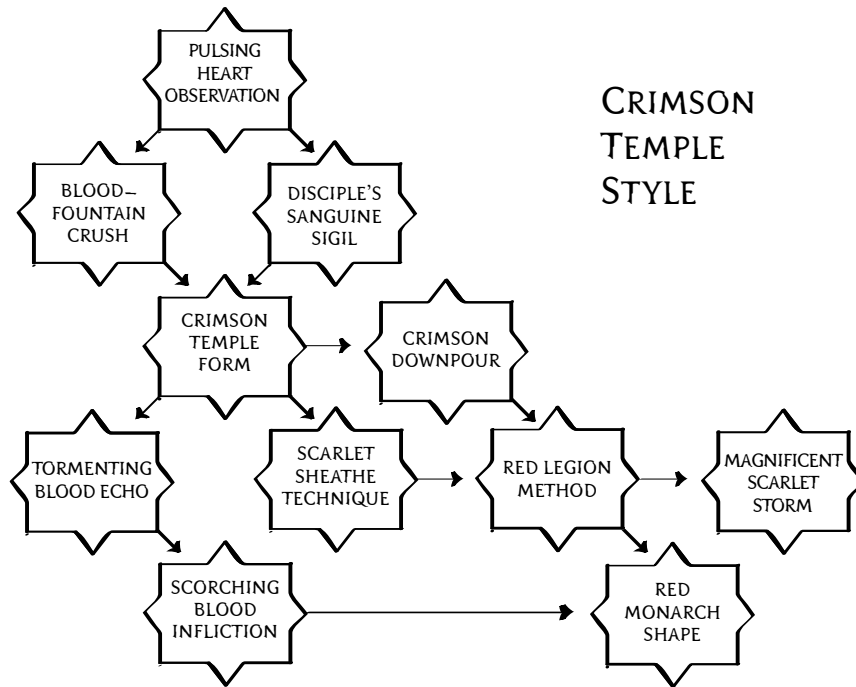 PULSING
HEART
OBSERVATION
CRIMSON
TEMPLE
STYLE
BLOOD–
FOUNTAIN
CRUSH
DISCIPLE'S
SANGUINE
SIGIL
CRIMSON
TEMPLE
FORM
CRIMSON
DOWNPOUR
TORMENTING
BLOOD ECHO
SCARLET
SHEATHE
TECHNIQUE
RED LEGION
METHOD
MAGNIFICENT
SCARLET
STORM
SCORCHING
BLOOD
INFLICTION
RED
MONARCH
SHAPE